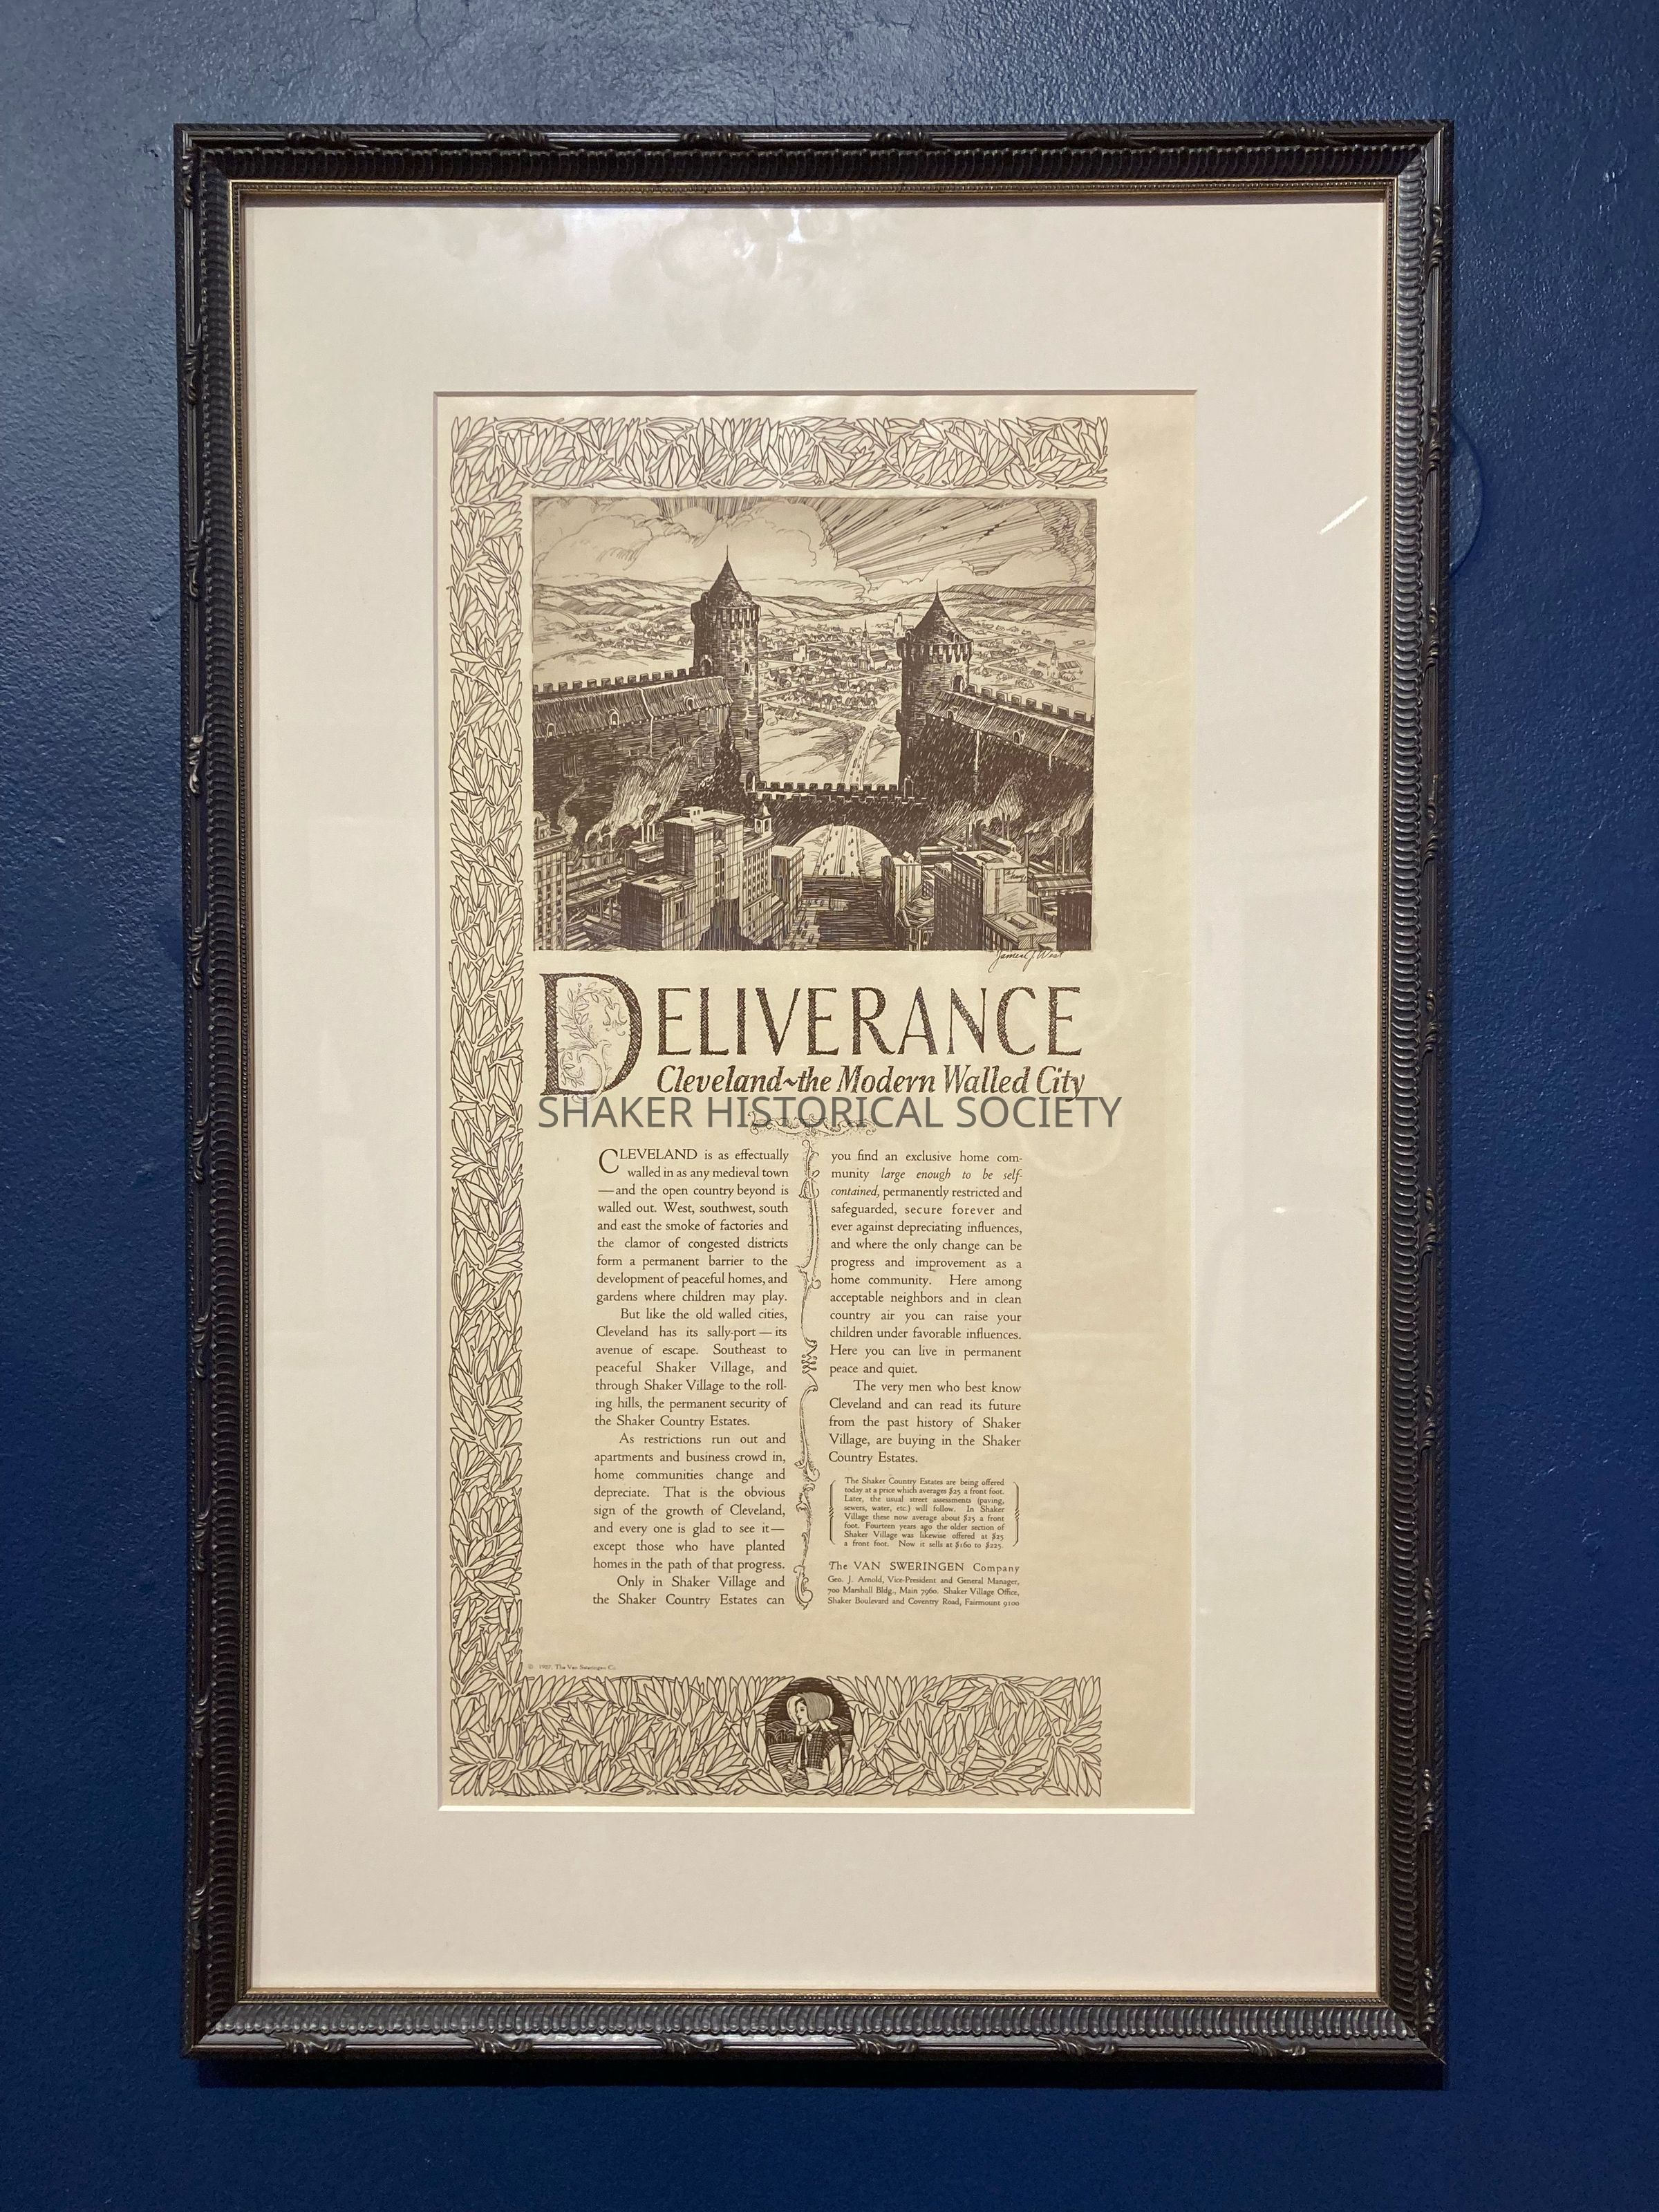 James J West
DELIVERANCE
Cleveland~the Modern Walled City
SHAKER HISTORICAL SOCIETY
CLEVELAND is as effectually
walled in as any medieval town
—and the open country beyond is
walled out. West, southwest, south
and east the smoke of factories and
the clamor of congested districts
form a permanent barrier to the
development of peaceful homes, and
gardens where children may play.
But like the old walled cities,
Cleveland has its sally-port — its
avenue of escape. Southeast to
peaceful Shaker Village, and
through Shaker Village to the roll-
ing hills, the permanent security of
the Shaker Country Estates.
As restrictions run out and
apartments and business crowd in,
home communities change and
depreciate. That is the obvious
sign of the growth of Cleveland,
and every one is glad to see it—
except those who have planted
homes in the path of that progress.
Only in Shaker Village and
the Shaker Country Estates can
you find an exclusive home com-
munity large enough to be self-
contained, permanently restricted and
safeguarded, secure forever and
ever against depreciating influences,
and where the only change can be
progress and improvement as a
home community. Here among
acceptable neighbors and in clean
country air you can raise your
children under favorable influences.
Here you can live in permanent
peace and quiet.
The very men who best know
Cleveland and can read its future
from the past history of Shaker
Village, are buying in the Shaker
Country Estates.
The Shaker Country Estates are being offered
today at a price which averages $25 a front foot.
Later, the usual street assessments (paving,
sewers, water, etc.) will follow. In Shaker
Village these now average about $25 a front
foot. Fourteen years ago the older section of
Shaker Village was likewise offered at $25
a front foot. Now it sells at $160 to $225.
The VAN SWERINGEN Company
Geo. J. Arnold, Vice-President and General Manager,
700 Marshall Bldg., Main 7960. Shaker Village Office,
Shaker Boulevard and Coventry Road, Fairmount 9100
© 1927, The Van Sweringen Co.